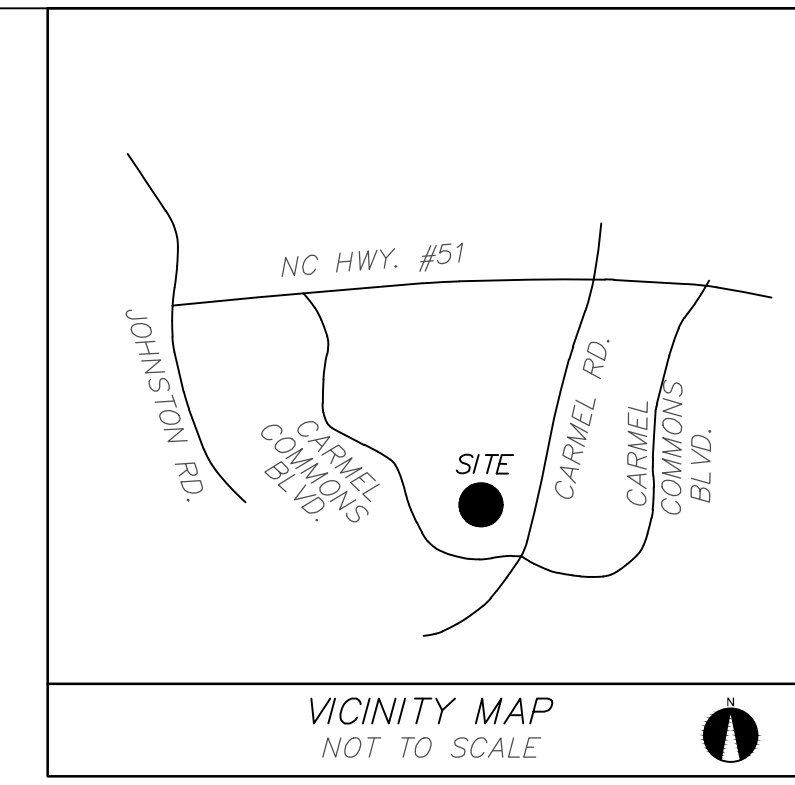 NC HWY. #51
JOHNSTON RD.
CARMEL
COMMONS
BLVD.
SITE
CARMEL RD.
CARMEL
COMMONS
BLVD.
VICINITY MAP
NOT TO SCALE
N